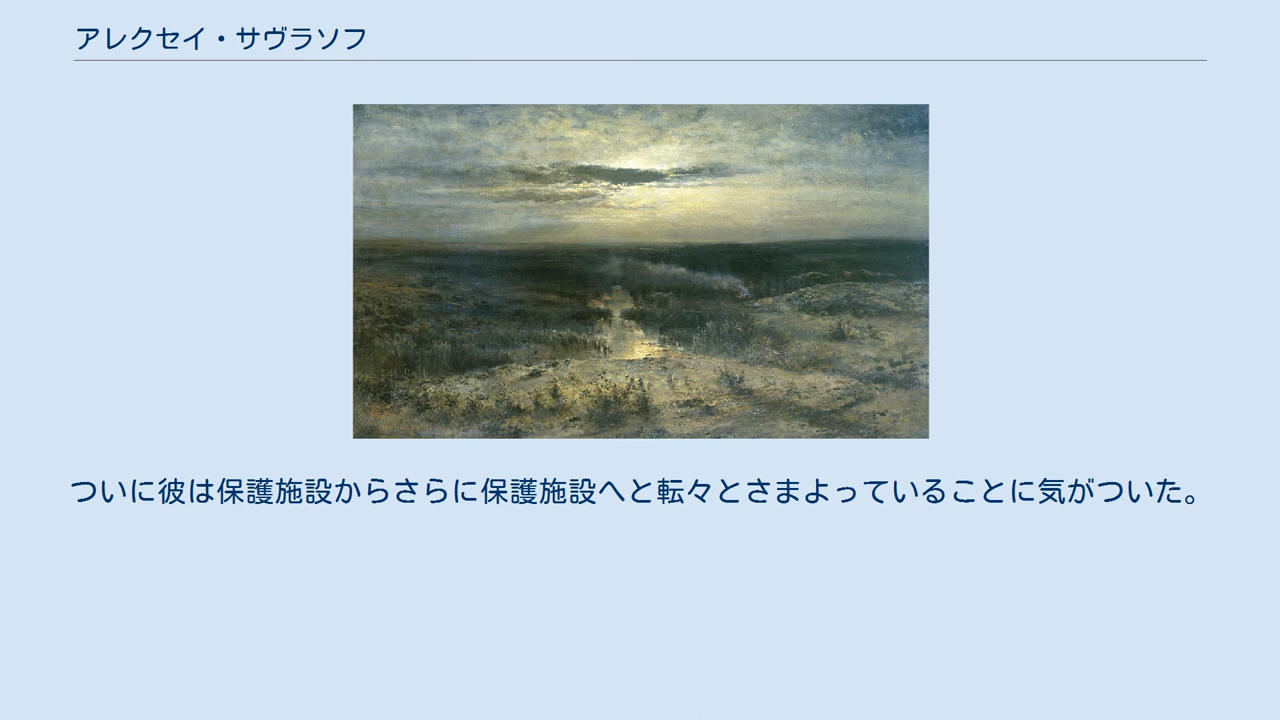 アレクセイ・サヴラソフ
ついに彼は保護施設からさらに保護施設へと転々とさまよっていることに気がついた。